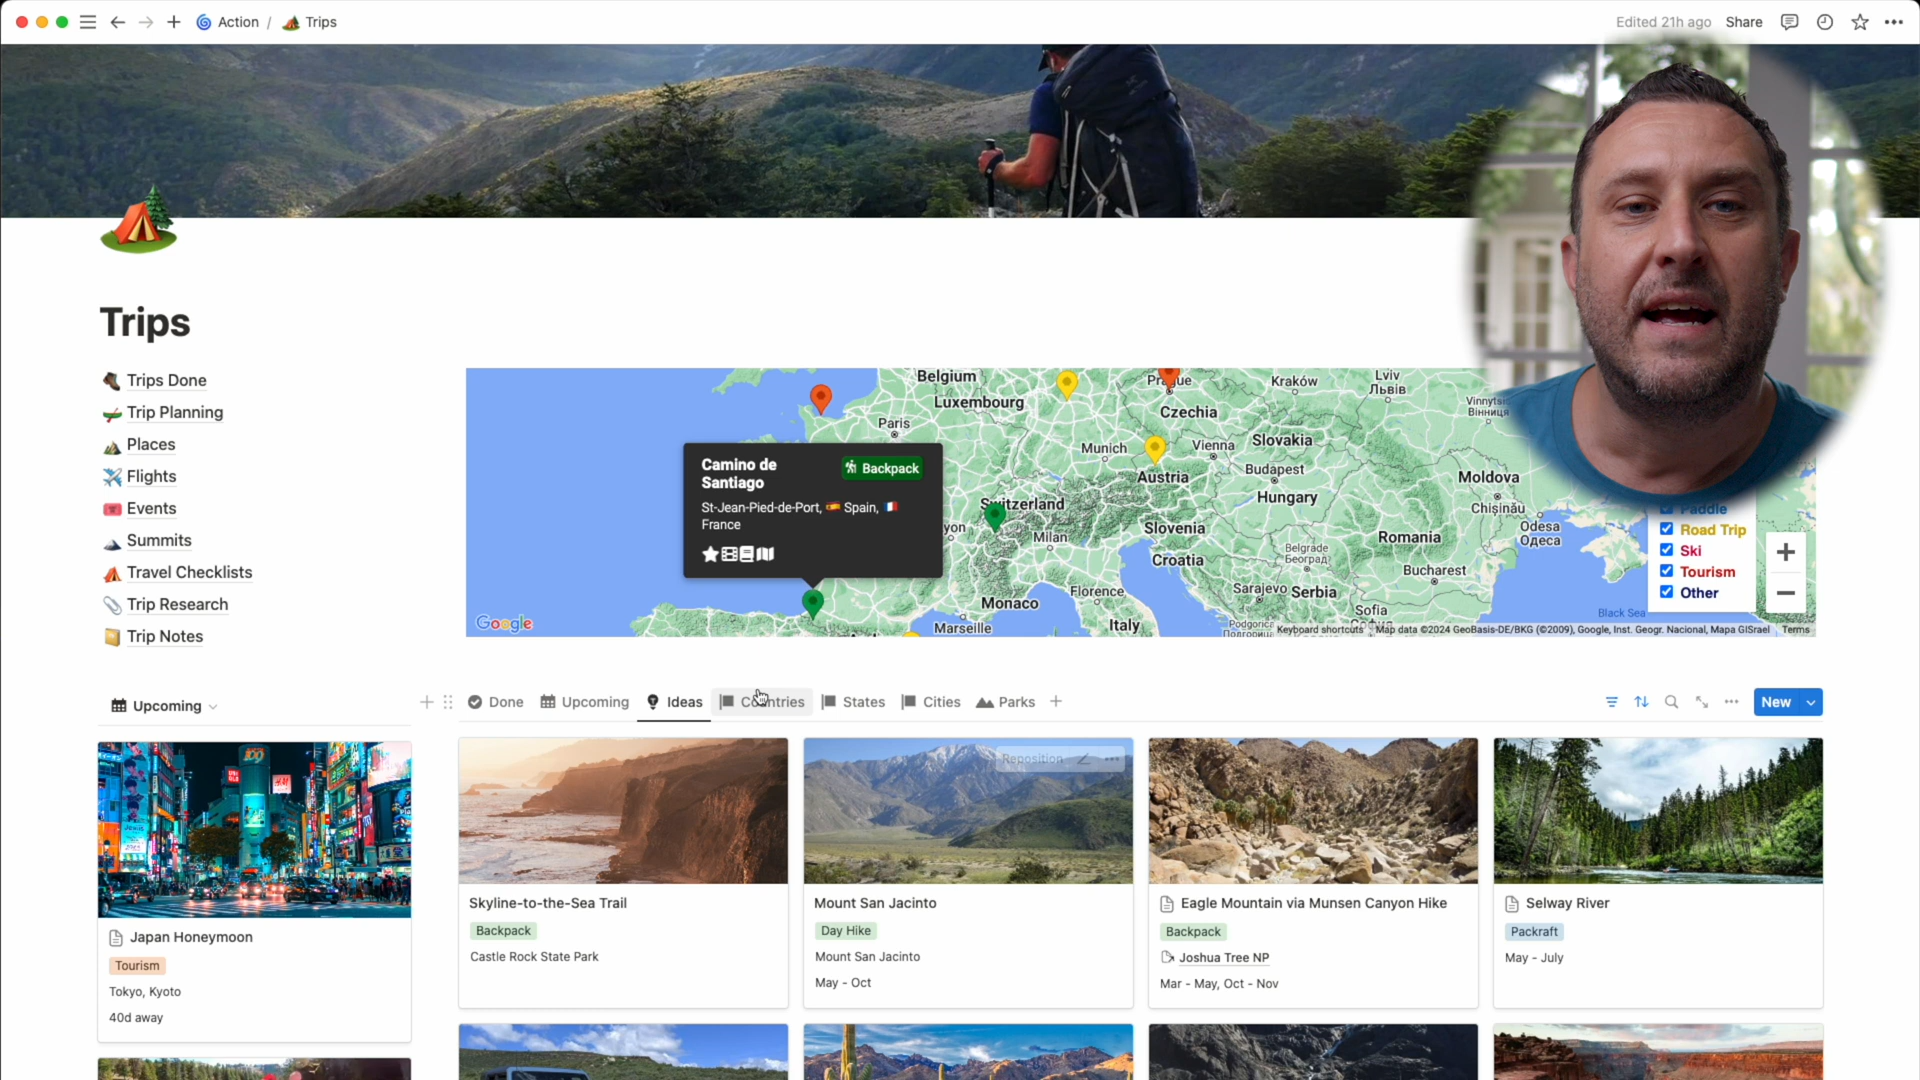 Action / Trips
Edited 21h ago Share
Trips
Trips Done
Trip Planning
Places
Flights
Events
Summits
Travel Checklists
Trip Research
Trip Notes
Belgium
Luxembourg
Paris
Prague
Czechia
Kraków
Lviv
Львів
Munich
Vienna
Slovakia
Austria
Budapest
Hungary
Moldova
Chișinău
Switzerland
Slovenia
Milan
Croatia
Romania
Odesa
Одеса
Belgrade
Београд
Bucharest
Monaco
Florence
Sarajevo
Serbia
Marseille
Italy
Sofia
Black Sea
Camino de
Santiago
Backpack
St-Jean-Pied-de-Port, Spain,
France
Paddle
Road Trip
Ski
Tourism
Other
Google
Keyboard shortcuts Map data ©2024 GeoBasis-DE/BKG (©2009), Google, Inst. Geogr. Nacional, Mapa GISrael Terms
Upcoming
Done Upcoming Ideas Countries States Cities Parks
New
Japan Honeymoon
Tourism
Tokyo, Kyoto
40d away
Skyline-to-the-Sea Trail
Backpack
Castle Rock State Park
Reposition
Mount San Jacinto
Day Hike
Mount San Jacinto
May - Oct
Eagle Mountain via Munsen Canyon Hike
Backpack
Joshua Tree NP
Mar - May, Oct - Nov
Selway River
Packraft
May - July